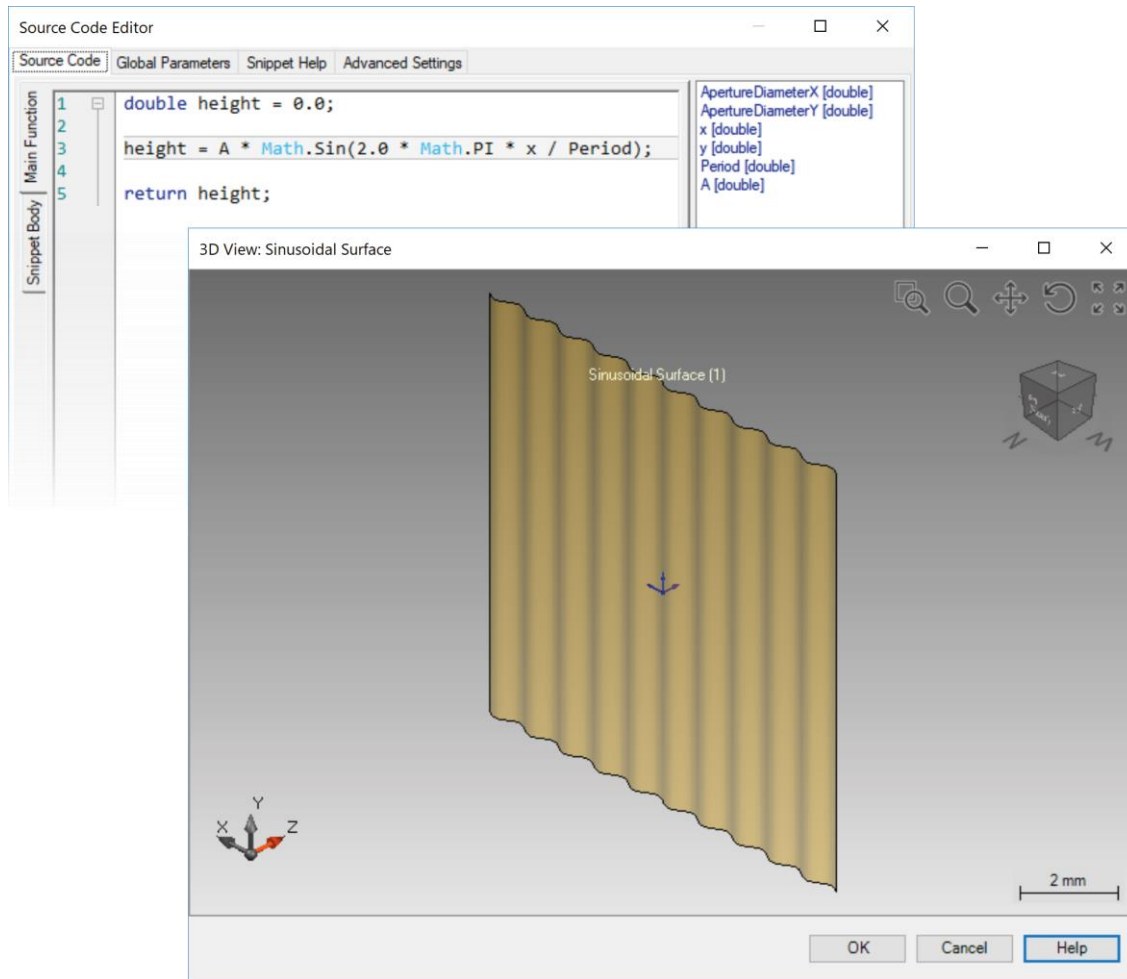 Source Code Editor
Source Code Global Parameters Snippet Help Advanced Settings
Main Function
Snippet Body
1 double height = 0.0;
2
3 height = A * Math.Sin(2.0 * Math.PI * x / Period);
4
5 return height;
ApertureDiameterX [double]
ApertureDiameterY [double]
x [double]
y [double]
Period [double]
A [double]
3D View: Sinusoidal Surface
Sinusoidal Surface (1)
Y
X Z
2 mm
OK Cancel Help